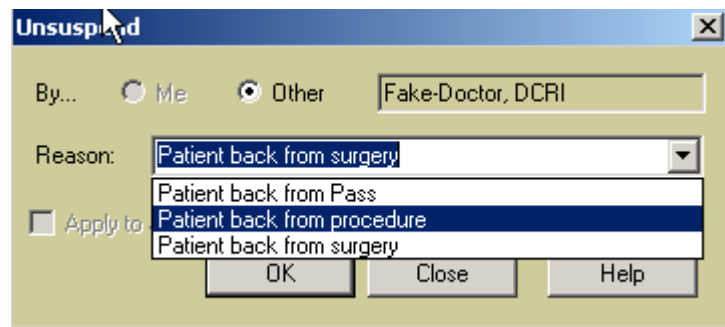 Unsuspend
By... Me Other Fake-Doctor, DCRI
Reason: Patient back from surgery
Patient back from Pass
Apply to Patient back from procedure
Patient back from surgery
OK Close Help